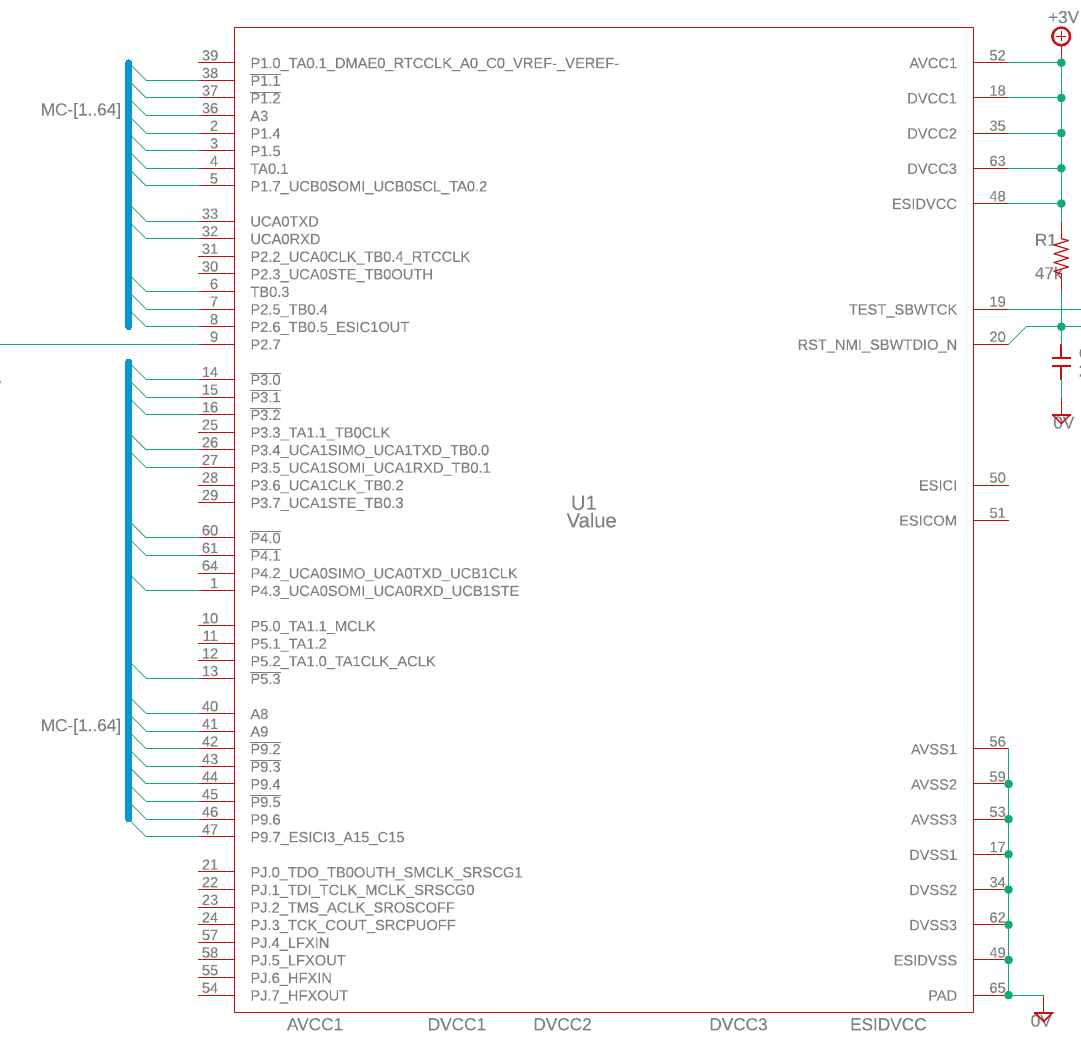 +3V
39 P1.0_TA0.1_DMAE0_RTCCLK_A0_C0_VREF-_VEREF- AVCC1 52
38 P1.1
37 P1.2 DVCC1 18
MC-[1..64] 36 A3
2 P1.4 DVCC2 35
3 P1.5
4 TA0.1 DVCC3 63
5 P1.7_UCB0SOMI_UCB0SCL_TA0.2
ESIDVCC 48
33 UCA0TXD
32 UCA0RXD R1
31 P2.2_UCA0CLK_TB0.4_RTCCLK
30 P2.3_UCA0STE_TB0OUTH 47k
6 TB0.3
7 P2.5_TB0.4 TEST_SBWTCK 19
8 P2.6_TB0.5_ESIC1OUT
9 P2.7 RST_NMI_SBWTDIO_N 20
14 P3.0
15 P3.1
16 P3.2 0V
25 P3.3_TA1.1_TB0CLK
26 P3.4_UCA1SIMO_UCA1TXD_TB0.0
27 P3.5_UCA1SOMI_UCA1RXD_TB0.1
28 P3.6_UCA1CLK_TB0.2 ESICI 50
29 P3.7_UCA1STE_TB0.3 U1
Value ESICOM 51
60 P4.0
61 P4.1
64 P4.2_UCA0SIMO_UCA0TXD_UCB1CLK
1 P4.3_UCA0SOMI_UCA0RXD_UCB1STE
10 P5.0_TA1.1_MCLK
11 P5.1_TA1.2
12 P5.2_TA1.0_TA1CLK_ACLK
13 P5.3
40 A8
MC-[1..64] 41 A9
42 P9.2 AVSS1 56
43 P9.3
44 P9.4 AVSS2 59
45 P9.5
46 P9.6 AVSS3 53
47 P9.7_ESICI3_A15_C15
DVSS1 17
21 PJ.0_TDO_TB0OUTH_SMCLK_SRSCG1
22 PJ.1_TDI_TCLK_MCLK_SRSCG0 DVSS2 34
23 PJ.2_TMS_ACLK_SROSCOFF
24 PJ.3_TCK_COUT_SRCPUOFF DVSS3 62
57 PJ.4_LFXIN
58 PJ.5_LFXOUT ESIDVSS 49
55 PJ.6_HFXIN
54 PJ.7_HFXOUT PAD 65
AVCC1 DVCC1 DVCC2 DVCC3 ESIDVCC 0V